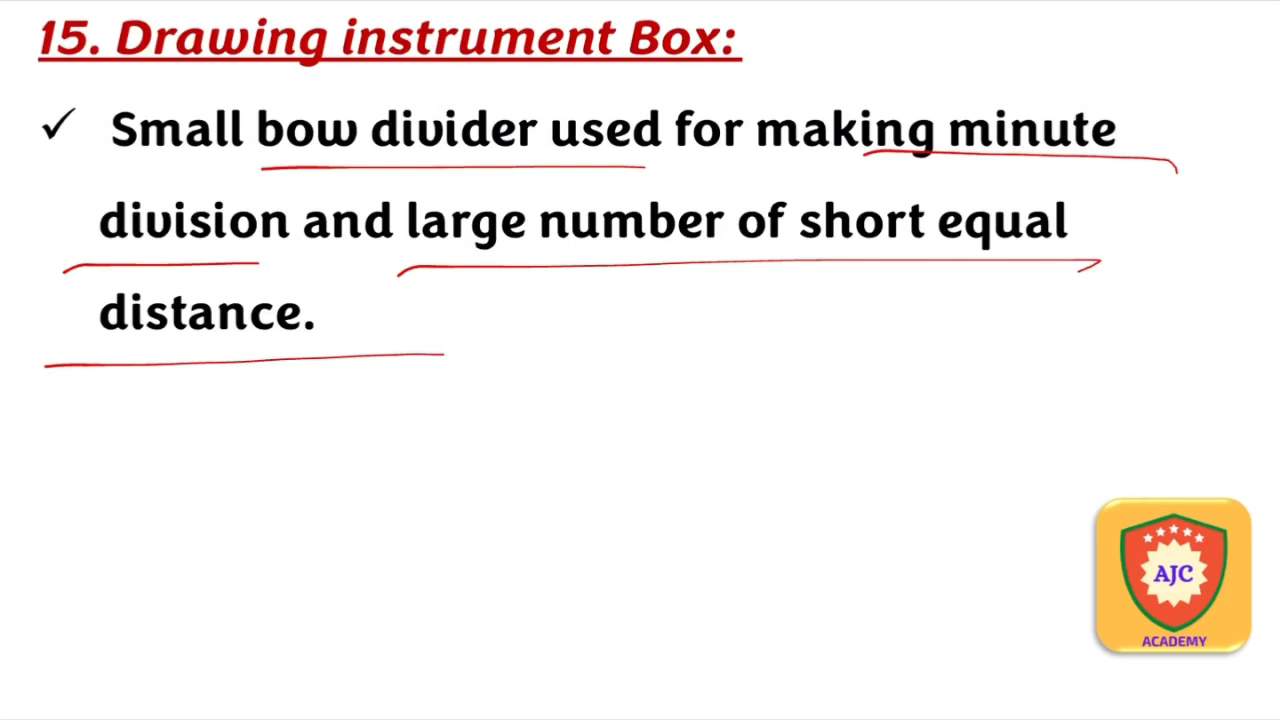 15. Drawing instrument Box:
✓ Small bow divider used for making minute
division and large number of short equal
distance.
AJC
ACADEMY